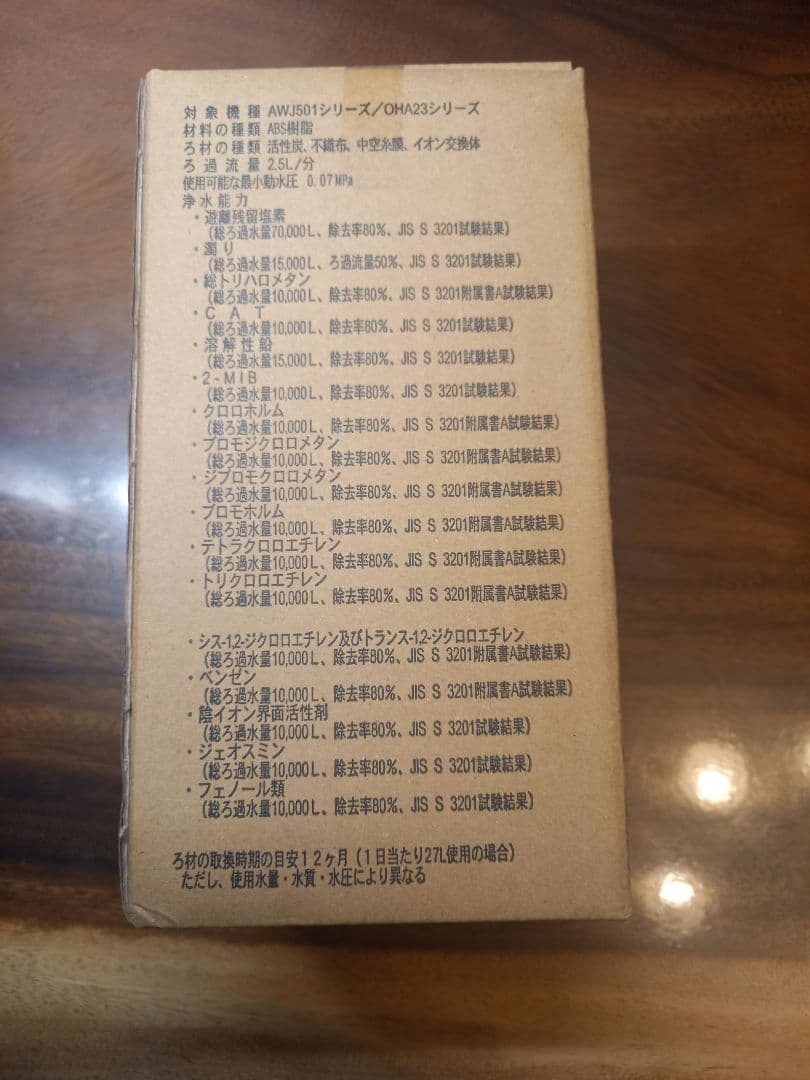 対象機種 AWJ501シリーズ/OHA23シリーズ
材料の種類 ABS樹脂
ろ材の種類 活性炭、不織布、中空糸膜、イオン交換体
ろ過流量 2.5L/分
使用可能な最小動水圧 0.07MPa
浄水能力
・遊離残留塩素
(総ろ過水量70,000L、除去率80%、JIS S 3201試験結果)
・濁り
(総ろ過水量15,000L、ろ過流量50%、JIS S 3201試験結果)
・総トリハロメタン
(総ろ過水量10,000L、除去率80%、JIS S 3201附属書A試験結果)
・CAT
(総ろ過水量10,000L、除去率80%、JIS S 3201試験結果)
・溶解性鉛
(総ろ過水量15,000L、除去率80%、JIS S 3201試験結果)
・2-MIB
(総ろ過水量10,000L、除去率80%、JIS S 3201試験結果)
・クロロホルム
(総ろ過水量10,000L、除去率80%、JIS S 3201附属書A試験結果)
・ブロモジクロロメタン
(総ろ過水量10,000L、除去率80%、JIS S 3201附属書A試験結果)
・ジブロモクロロメタン
(総ろ過水量10,000L、除去率80%、JIS S 3201附属書A試験結果)
・ブロモホルム
(総ろ過水量10,000L、除去率80%、JIS S 3201附属書A試験結果)
・テトラクロロエチレン
(総ろ過水量10,000L、除去率80%、JIS S 3201附属書A試験結果)
・トリクロロエチレン
(総ろ過水量10,000L、除去率80%、JIS S 3201附属書A試験結果)
・シス-1,2-ジクロロエチレン及びトランス-1,2-ジクロロエチレン
(総ろ過水量10,000L、除去率80%、JIS S 3201附属書A試験結果)
・ベンゼン
(総ろ過水量10,000L、除去率80%、JIS S 3201附属書A試験結果)
・陰イオン界面活性剤
(総ろ過水量10,000L、除去率80%、JIS S 3201試験結果)
・ジェオスミン
(総ろ過水量10,000L、除去率80%、JIS S 3201試験結果)
・フェノール類
(総ろ過水量10,000L、除去率80%、JIS S 3201試験結果)
ろ材の取換時期の目安12ヶ月(1日当たり27L使用の場合)
ただし、使用水量・水質・水圧により異なる